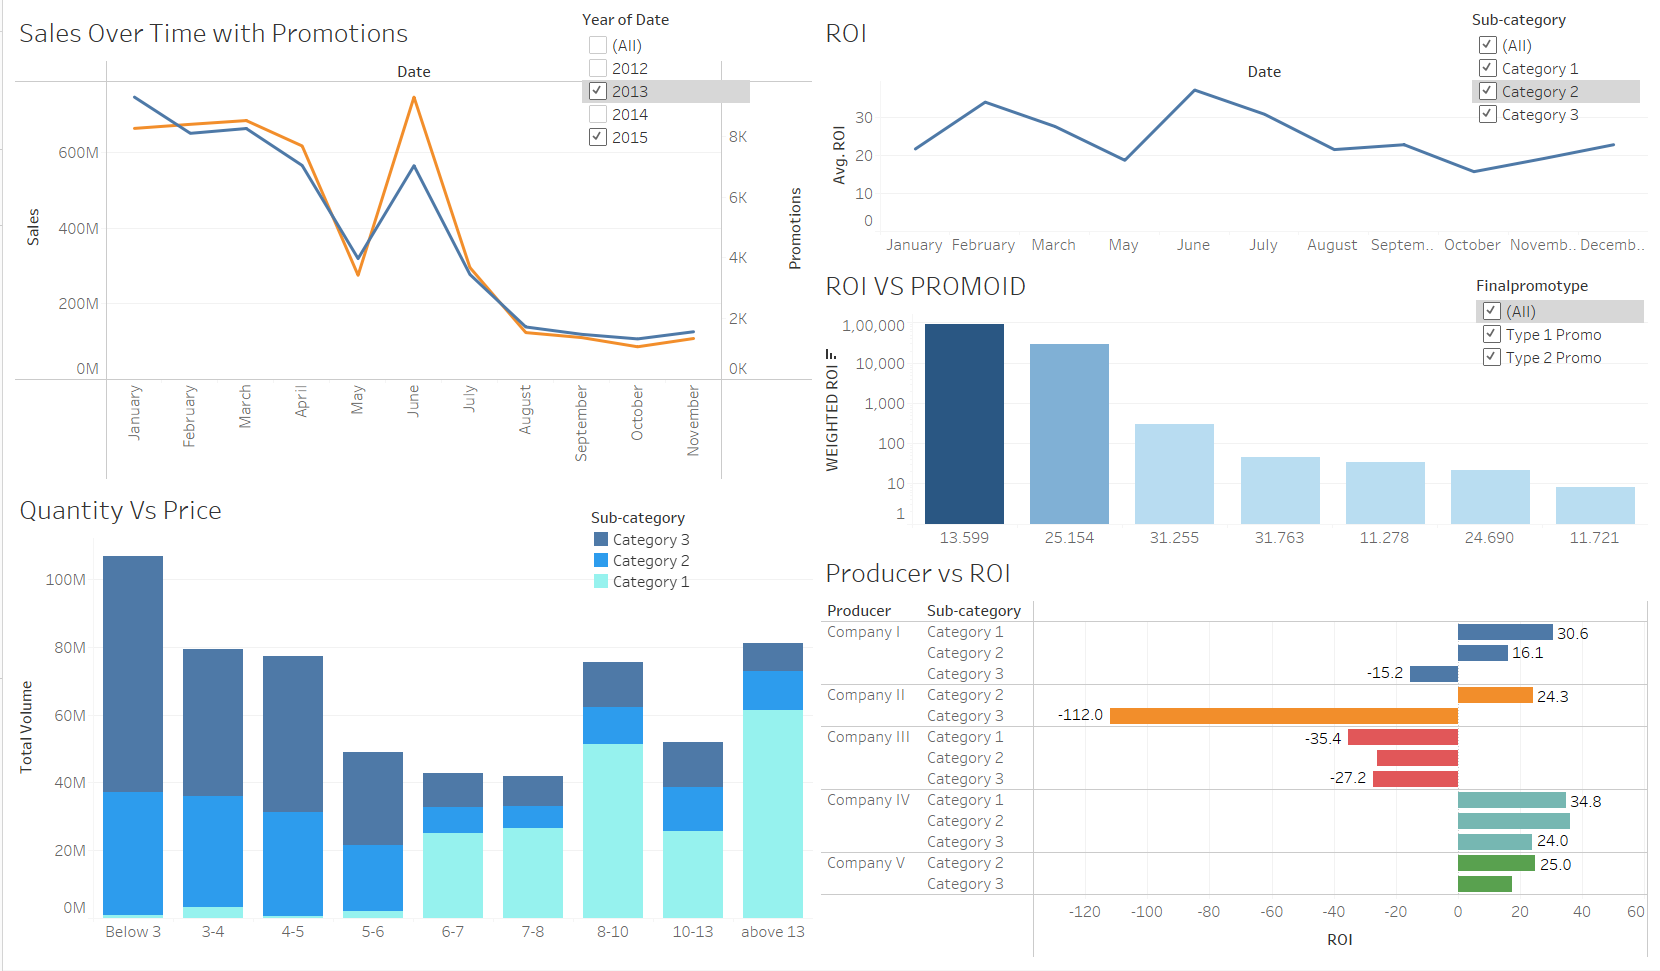 Sales Over Time with Promotions
Year of Date
(All)
2012
2013
2014
2015
Date
Sales
600M
400M
200M
0M
8K
6K
4K
2K
0K
Promotions
January
February
March
April
May
June
July
August
September
October
November
ROI
Sub-category
(All)
Category 1
Category 2
Category 3
Date
Avg. ROI
30
20
10
0
January February March May June July August Septem.. October Novemb.. Decemb..
ROI VS PROMOID
Finalpromotype
(All)
Type 1 Promo
Type 2 Promo
WEIGHTED ROI
1,00,000
10,000
1,000
100
10
1
13.599 25.154 31.255 31.763 11.278 24.690 11.721
Quantity Vs Price
Sub-category
Category 3
Category 2
Category 1
Total Volume
100M
80M
60M
40M
20M
0M
Below 3 3-4 4-5 5-6 6-7 7-8 8-10 10-13 above 13
Producer vs ROI
Producer Sub-category
Company I Category 1 30.6
Category 2 16.1
Category 3 -15.2
Company II Category 2 24.3
Category 3 -112.0
Company III Category 1 -35.4
Category 2
Category 3 -27.2
Company IV Category 1 34.8
Category 2
Category 3 24.0
Company V Category 2 25.0
Category 3
-120 -100 -80 -60 -40 -20 0 20 40 60
ROI